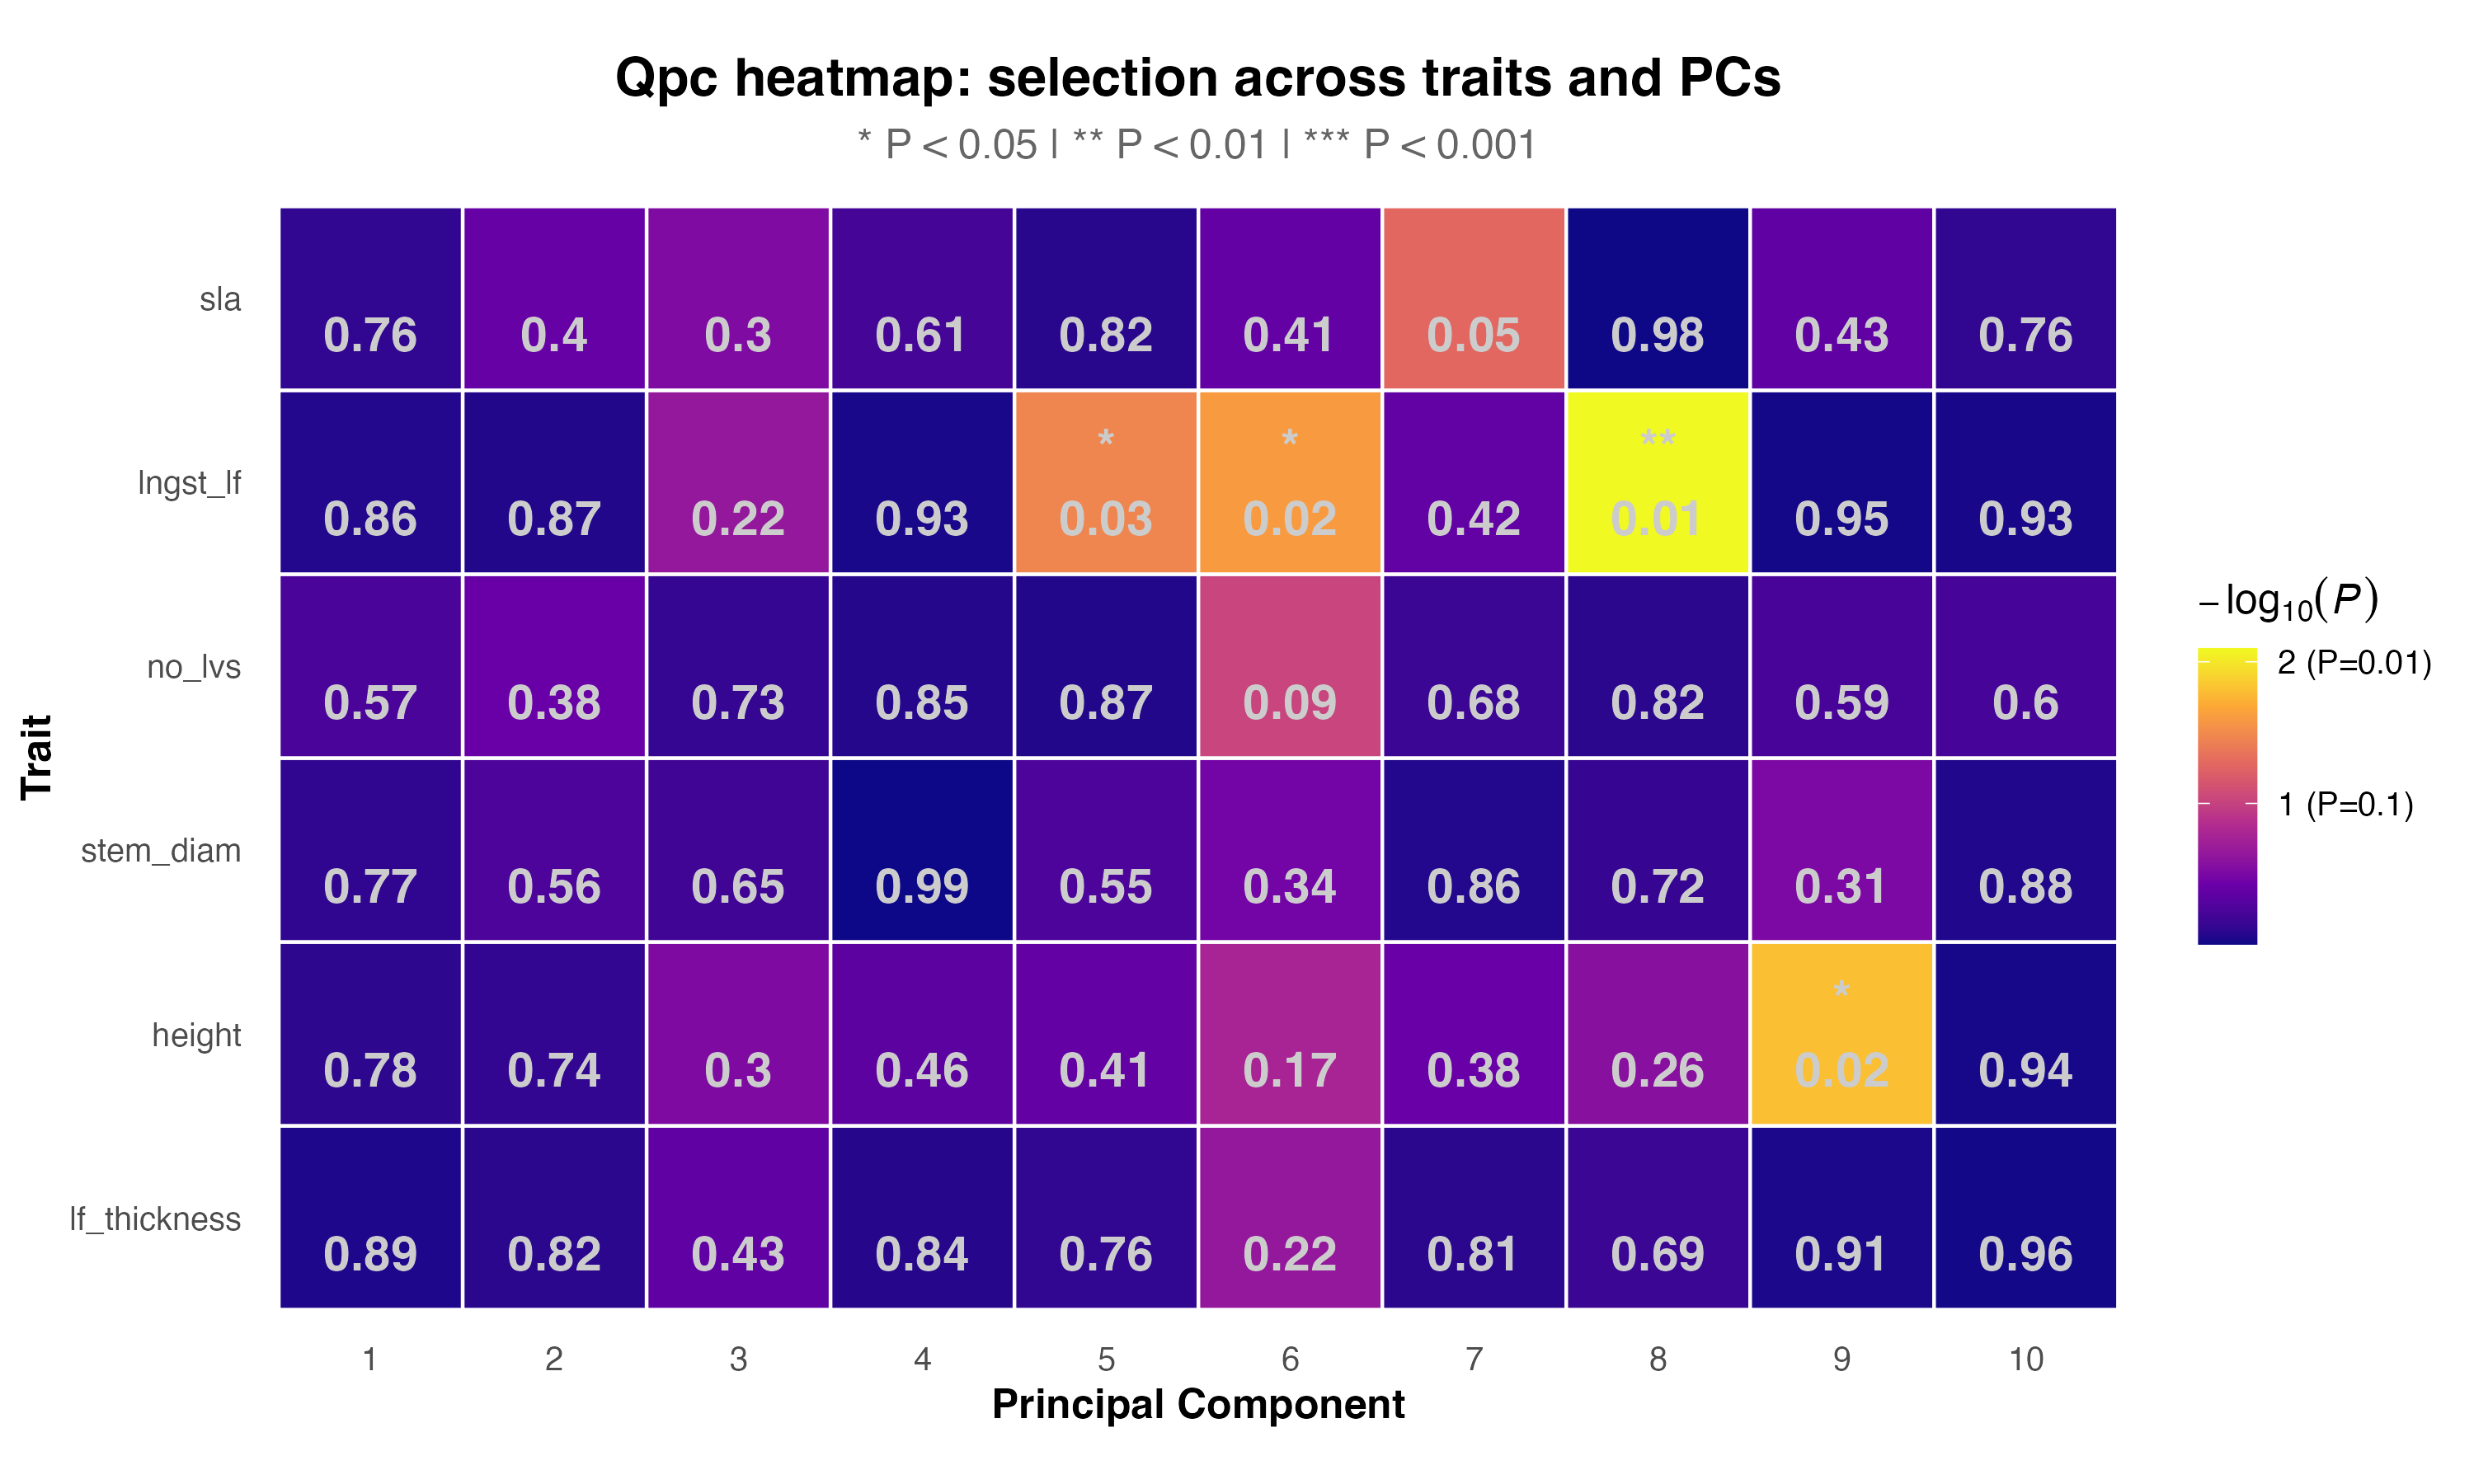 Qpc heatmap: selection across traits and PCs
* P < 0.05 | ** P < 0.01 | *** P < 0.001
Trait
sla 0.76 0.4 0.3 0.61 0.82 0.41 0.05 0.98 0.43 0.76
* * **
lngst_lf 0.86 0.87 0.22 0.93 0.03 0.02 0.42 0.01 0.95 0.93
no_lvs 0.57 0.38 0.73 0.85 0.87 0.09 0.68 0.82 0.59 0.6
stem_diam 0.77 0.56 0.65 0.99 0.55 0.34 0.86 0.72 0.31 0.88
*
height 0.78 0.74 0.3 0.46 0.41 0.17 0.38 0.26 0.02 0.94
lf_thickness 0.89 0.82 0.43 0.84 0.76 0.22 0.81 0.69 0.91 0.96
1 2 3 4 5 6 7 8 9 10
Principal Component
− log₁₀(P)
2 (P=0.01)
1 (P=0.1)